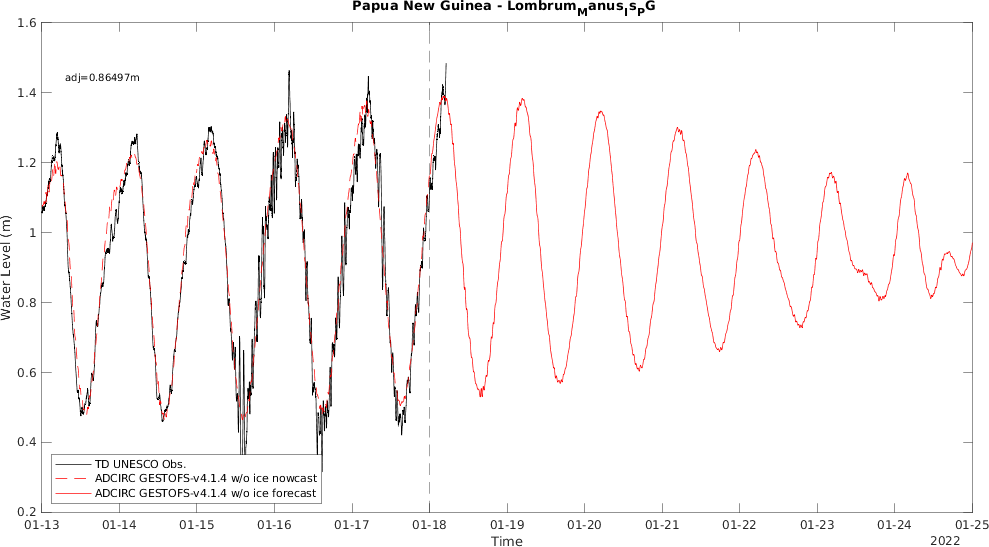 Papua New Guinea - LombrumManusIsPG
1.6
adj=0.86497m
1.4
1.2
1
0.8
0.6
0.4
0.2
Water Level (m)
TD UNESCO Obs.
ADCIRC GESTOFS-v4.1.4 w/o ice nowcast
ADCIRC GESTOFS-v4.1.4 w/o ice forecast
01-13 01-14 01-15 01-16 01-17 01-18 01-19 01-20 01-21 01-22 01-23 01-24 01-25
Time
2022